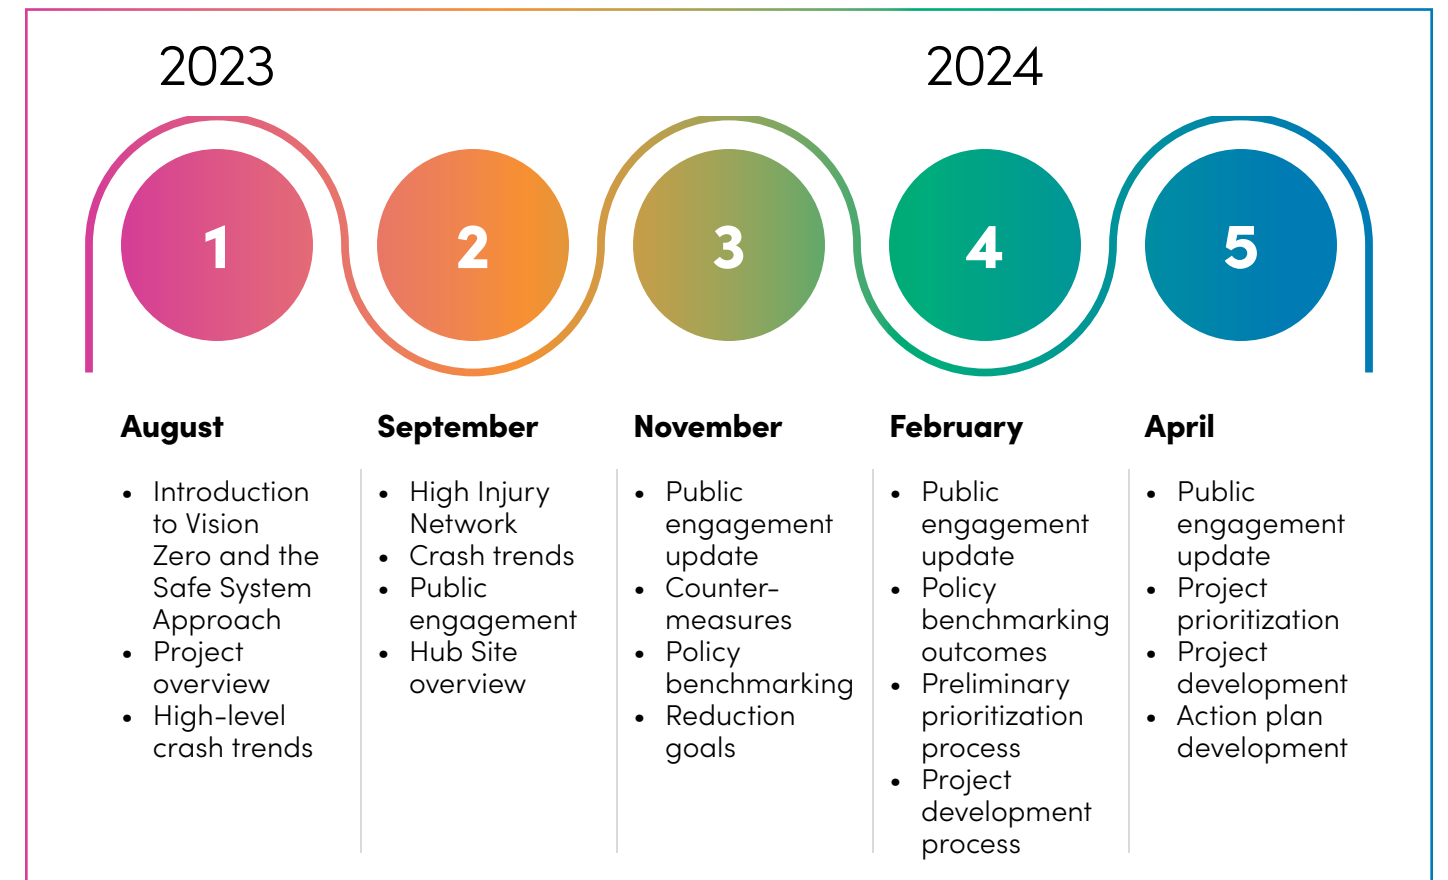 2023
2024
1
2
3
4
5
August
• Introduction
to Vision
Zero and the
Safe System
Approach
• Project
overview
• High-level
crash trends
September
• High Injury
Network
• Crash trends
• Public
engagement
• Hub Site
overview
November
• Public
engagement
update
• Counter-
measures
• Policy
benchmarking
• Reduction
goals
February
• Public
engagement
update
• Policy
benchmarking
outcomes
• Preliminary
prioritization
process
• Project
development
process
April
• Public
engagement
update
• Project
prioritization
• Project
development
• Action plan
development